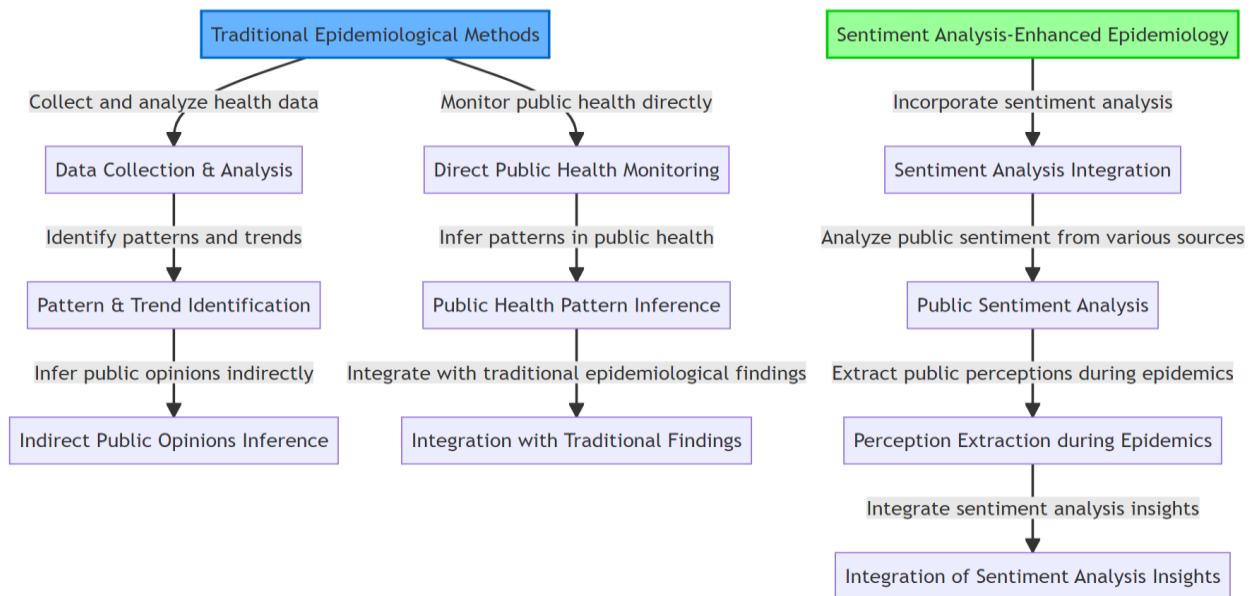 Traditional Epidemiological Methods
Sentiment Analysis-Enhanced Epidemiology
Collect and analyze health data
Monitor public health directly
Incorporate sentiment analysis
Data Collection & Analysis
Direct Public Health Monitoring
Sentiment Analysis Integration
Identify patterns and trends
Infer patterns in public health
Analyze public sentiment from various sources
Pattern & Trend Identification
Public Health Pattern Inference
Public Sentiment Analysis
Infer public opinions indirectly
Integrate with traditional epidemiological findings
Extract public perceptions during epidemics
Indirect Public Opinions Inference
Integration with Traditional Findings
Perception Extraction during Epidemics
Integrate sentiment analysis insights
Integration of Sentiment Analysis Insights